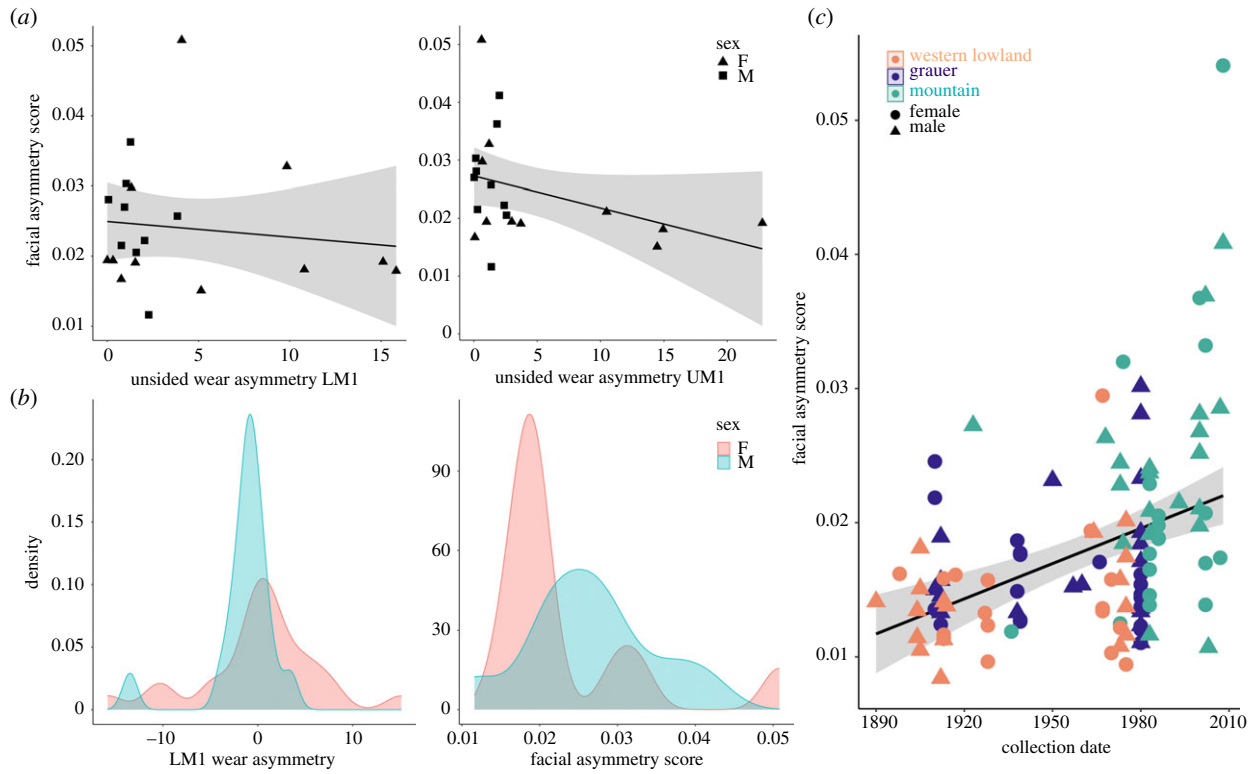 (a)
0.05
0.04
0.03
0.02
0.01
facial asymmetry score
0
5
10
15
unsided wear asymmetry LM1
0.05
0.04
0.03
0.02
0.01
0
sex
F
M
0
5
10
15
20
unsided wear asymmetry UM1
(b)
0.20
0.15
0.10
0.05
0
density
−10
0
10
LM1 wear asymmetry
90
60
30
0
sex
F
M
0.01
0.02
0.03
0.04
0.05
facial asymmetry score
(c)
western lowland
grauer
mountain
female
male
0.05
0.04
0.03
0.02
0.01
facial asymmetry score
1890
1920
1950
1980
2010
collection date